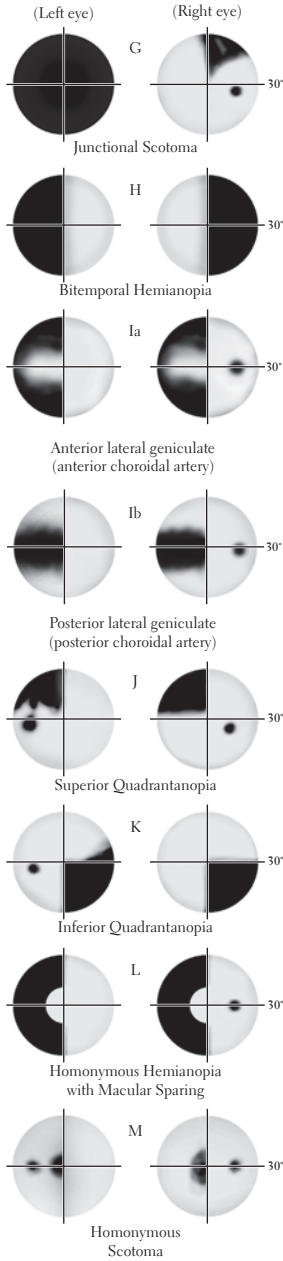 (Left eye) (Right eye)
G
30°
Junctional Scotoma
H
30°
Bitemporal Hemianopia
Ia
30°
Anterior lateral geniculate
(anterior choroidal artery)
Ib
30°
Posterior lateral geniculate
(posterior choroidal artery)
J
30°
Superior Quadrantanopia
K
30°
Inferior Quadrantanopia
L
30°
Homonymous Hemianopia
with Macular Sparing
M
30°
Homonymous
Scotoma